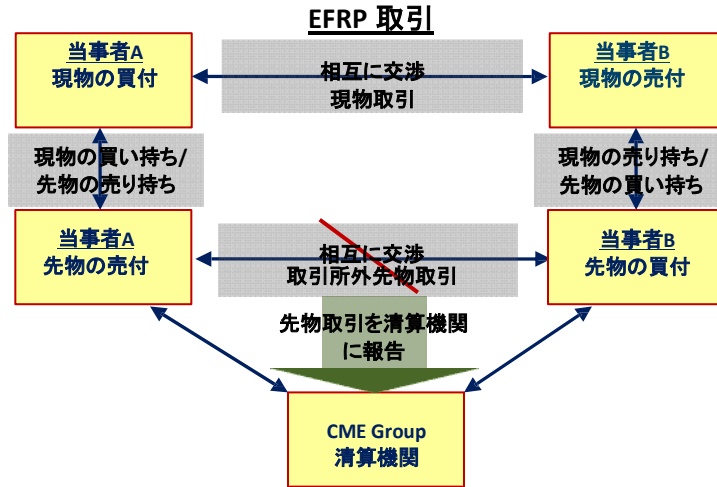 EFRP 取引
当事者A
現物の買付
相互に交渉
現物取引
当事者B
現物の売付
現物の買い持ち/
先物の売り持ち
現物の売り持ち/
先物の買い持ち
当事者A
先物の売付
相互に交渉
取引所外先物取引
当事者B
先物の買付
先物取引を清算機関
に報告
CME Group
清算機関